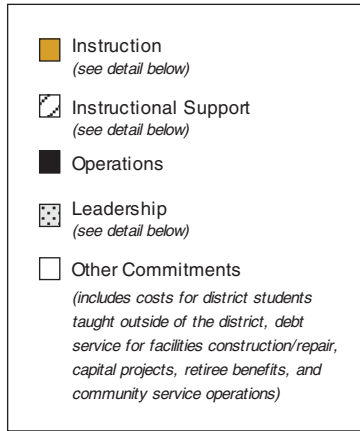 Instruction
(see detail below)
Instructional Support
(see detail below)
Operations
Leadership
(see detail below)
Other Commitments
(includes costs for district students
taught outside of the district, debt
service for facilities construction/repair,
capital projects, retiree benefits, and
community service operations)